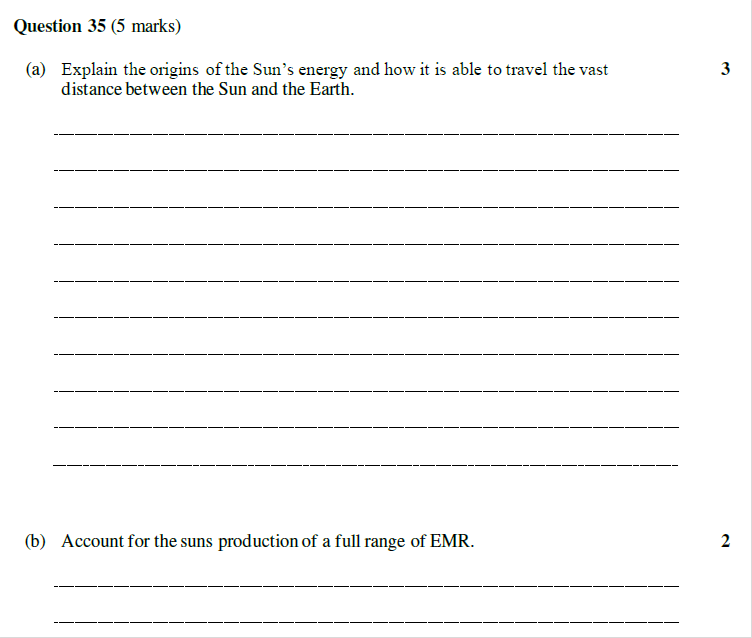 Question 35 (5 marks)
(a) Explain the origins of the Sun's energy and how it is able to travel the vast 3
distance between the Sun and the Earth.
(b) Account for the suns production of a full range of EMR. 2